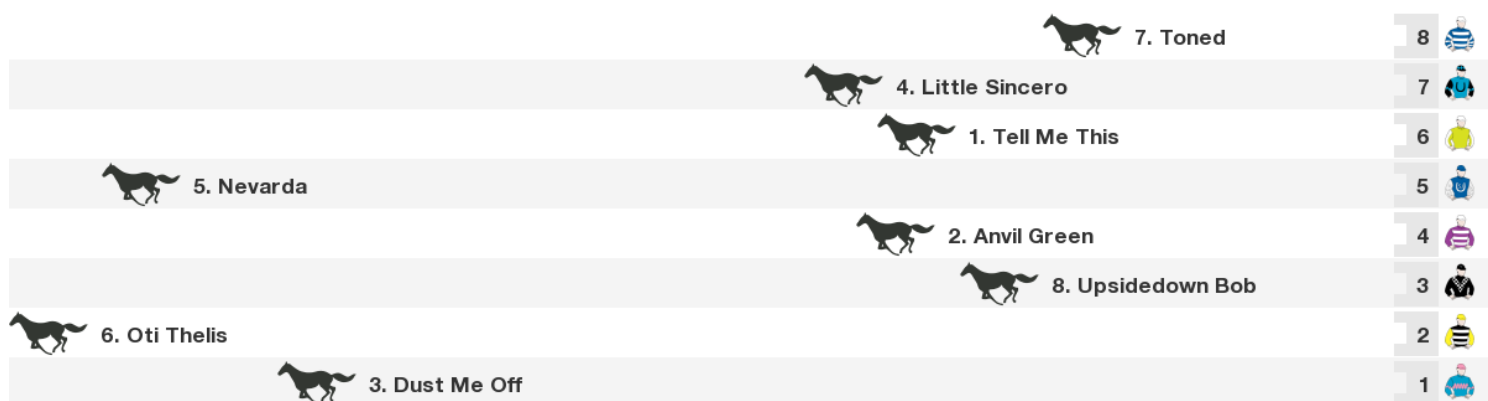 7. Toned 8
4. Little Sincero 7
1. Tell Me This 6
5. Nevarda 5
2. Anvil Green 4
8. Upsidedown Bob 3
6. Oti Thelis 2
3. Dust Me Off 1